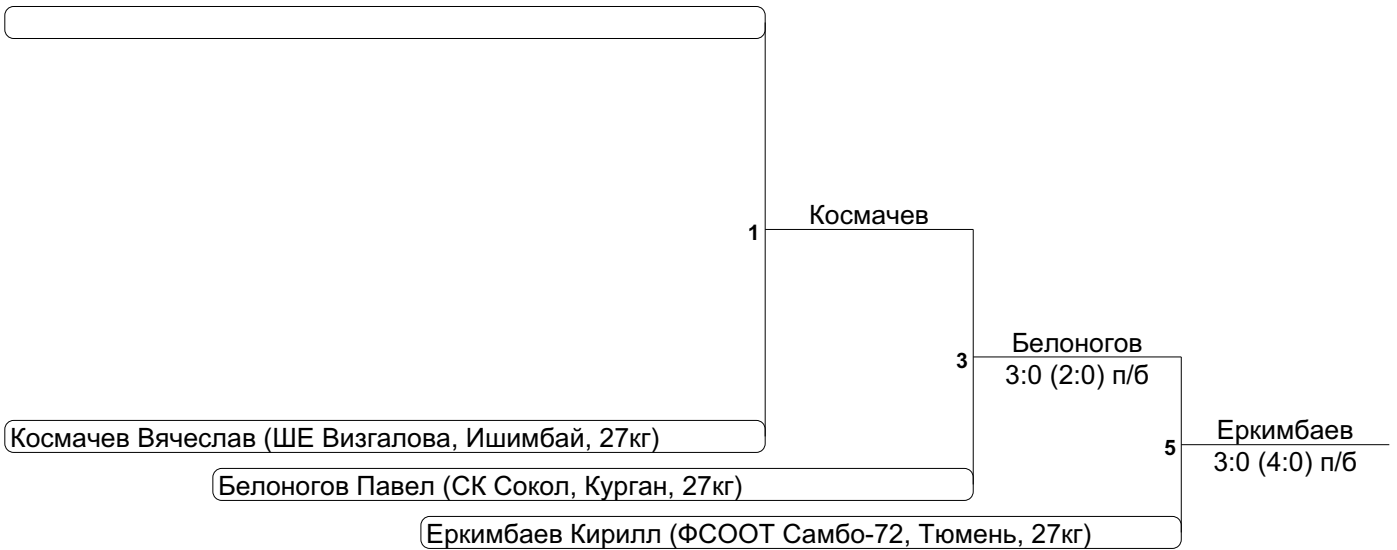 Космачев
1
Белоногов
3
3:0 (2:0) п/б
Еркимбаев
Космачев Вячеслав (ШЕ Визгалова, Ишимбай, 27кг)
5
3:0 (4:0) п/б
Белоногов Павел (СК Сокол, Курган, 27кг)
Еркимбаев Кирилл (ФСООТ Самбо-72, Тюмень, 27кг)